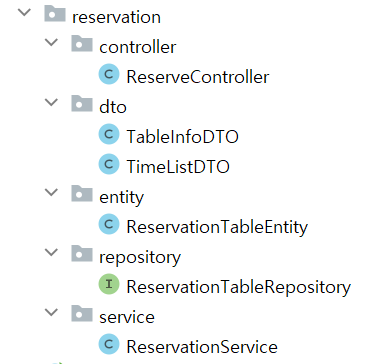 reservation
controller
C ReserveController
dto
C TableInfoDTO
C TimeListDTO
entity
C ReservationTableEntity
repository
I ReservationTableRepository
service
C ReservationService